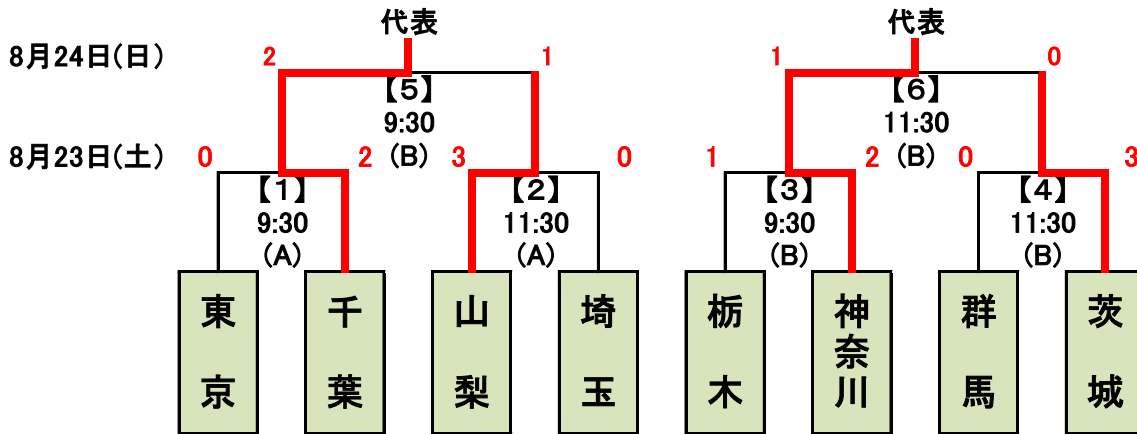 代表 代表
8月24日(日) 2 1 1 0
【5】 【6】
9:30 11:30
8月23日(土) 0 2 (B) 3 0 1 2 (B) 0 3
【1】 【2】 【3】 【4】
9:30 11:30 9:30 11:30
(A) (A) (B) (B)
東京 千葉 山梨 埼玉 栃木 神奈川 群馬 茨城